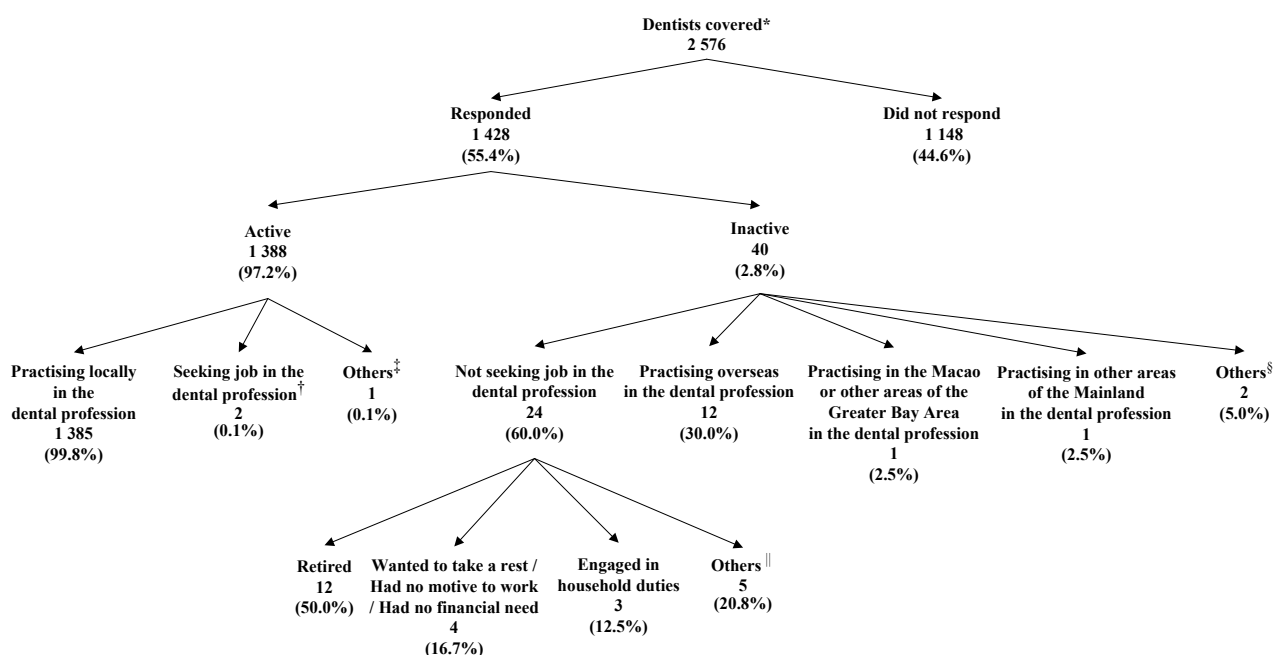 Dentists covered*
2 576
Responded
1 428
(55.4%)
Did not respond
1 148
(44.6%)
Active
1 388
(97.2%)
Inactive
40
(2.8%)
Practising locally
in the
dental profession
1 385
(99.8%)
Seeking job in the
dental profession†
2
(0.1%)
Others‡
1
(0.1%)
Not seeking job in the
dental profession
24
(60.0%)
Practising overseas
in the dental profession
12
(30.0%)
Practising in the Macao
or other areas of the
Greater Bay Area
in the dental profession
1
(2.5%)
Practising in other areas
of the Mainland
in the dental profession
1
(2.5%)
Others§
2
(5.0%)
Retired
12
(50.0%)
Wanted to take a rest /
Had no motive to work
/ Had no financial need
4
(16.7%)
Engaged in
household duties
3
(12.5%)
Others‖
5
(20.8%)